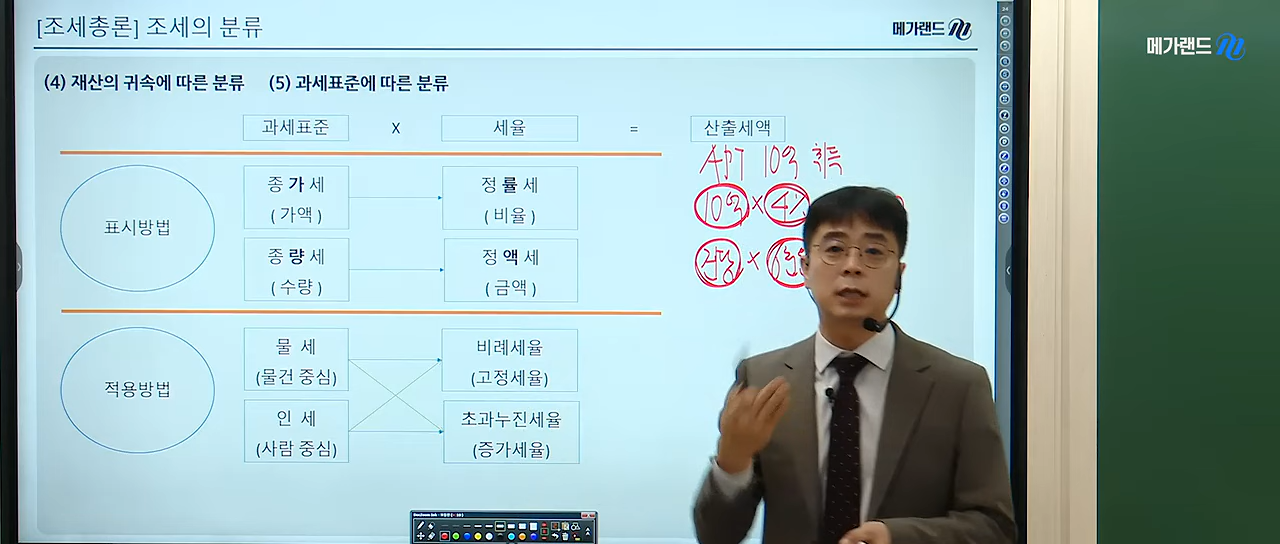 [조세총론] 조세의 분류
메가랜드
메가랜드
(4) 재산의 귀속에 따른 분류 (5) 과세표준에 따른 분류
과세표준 X 세율 = 산출세액
APT 10억 취득
10억 × 4%
건당 ×
표시방법
종 가 세
( 가액 )
정 률 세
( 비율 )
종 량 세
( 수량 )
정 액 세
( 금액 )
적용방법
물 세
(물건 중심)
비례세율
(고정세율)
인 세
(사람 중심)
초과누진세율
(증가세율)